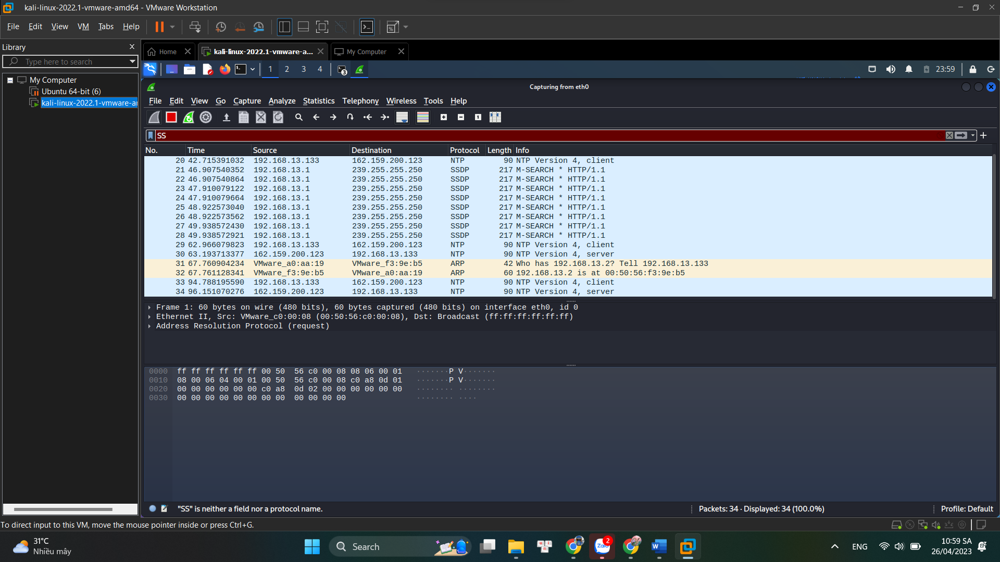 kali-linux-2022.1-vmware-amd64 - VMware Workstation
File Edit View VM Tabs Help
Library
Type here to search
My Computer
Ubuntu 64-bit (6)
kali-linux-2022.1-vmware-ar
Home
kali-linux-2022.1-vmware-a...
My Computer
1 2 3 4
3
23:59
Capturing from eth0
File Edit View Go Capture Analyze Statistics Telephony Wireless Tools Help
SS
No. Time Source Destination Protocol Length Info
20 42.715391032 192.168.13.133 162.159.200.123 NTP 90 NTP Version 4, client
21 46.907540352 192.168.13.1 239.255.255.250 SSDP 217 M-SEARCH * HTTP/1.1
22 46.907540864 192.168.13.1 239.255.255.250 SSDP 217 M-SEARCH * HTTP/1.1
23 47.910079122 192.168.13.1 239.255.255.250 SSDP 217 M-SEARCH * HTTP/1.1
24 47.910079664 192.168.13.1 239.255.255.250 SSDP 217 M-SEARCH * HTTP/1.1
25 48.922573040 192.168.13.1 239.255.255.250 SSDP 217 M-SEARCH * HTTP/1.1
26 48.922573562 192.168.13.1 239.255.255.250 SSDP 217 M-SEARCH * HTTP/1.1
27 49.938572430 192.168.13.1 239.255.255.250 SSDP 217 M-SEARCH * HTTP/1.1
28 49.938572921 192.168.13.1 239.255.255.250 SSDP 217 M-SEARCH * HTTP/1.1
29 62.966079823 192.168.13.133 162.159.200.123 NTP 90 NTP Version 4, client
30 63.193713377 162.159.200.123 192.168.13.133 NTP 90 NTP Version 4, server
31 67.760904234 VMware_a0:aa:19 VMware_f3:9e:b5 ARP 42 Who has 192.168.13.2? Tell 192.168.13.133
32 67.761128341 VMware_f3:9e:b5 VMware_a0:aa:19 ARP 60 192.168.13.2 is at 00:50:56:f3:9e:b5
33 94.788195590 192.168.13.133 162.159.200.123 NTP 90 NTP Version 4, client
34 96.151070276 162.159.200.123 192.168.13.133 NTP 90 NTP Version 4, server
Frame 1: 60 bytes on wire (480 bits), 60 bytes captured (480 bits) on interface eth0, id 0
Ethernet II, Src: VMware_c0:00:08 (00:50:56:c0:00:08), Dst: Broadcast (ff:ff:ff:ff:ff:ff)
Address Resolution Protocol (request)
0000 ff ff ff ff ff ff 00 50 56 c0 00 08 08 06 00 01 ·······P V·······
0010 08 00 06 04 00 01 00 50 56 c0 00 08 c0 a8 0d 01 ·······P V·······
0020 00 00 00 00 00 00 c0 a8 0d 02 00 00 00 00 00 00 ········ ········
0030 00 00 00 00 00 00 00 00 00 00 00 00 ········ ····
"SS" is neither a field nor a protocol name.
Packets: 34 · Displayed: 34 (100.0%)
Profile: Default
To direct input to this VM, move the mouse pointer inside or press Ctrl+G.
31°C
Nhiều mây
Search
Zalo
2
ENG
10:59 SA
26/04/2023